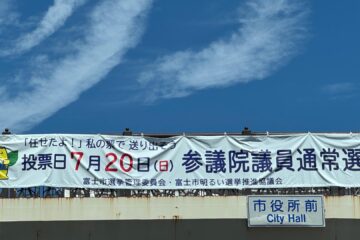 「任せたよ！」私の票で 送り出そう
投票日7月20日(日) 参議院議員通常選
富士市選挙管理委員会・富士市明るい選挙推進協議会
市役所前
City Hall